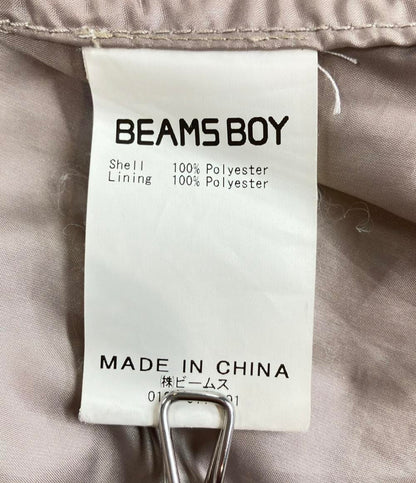 BEAMS BOY
Shell 100% Polyester
Lining 100% Polyester
MADE IN CHINA
㈱ビームス